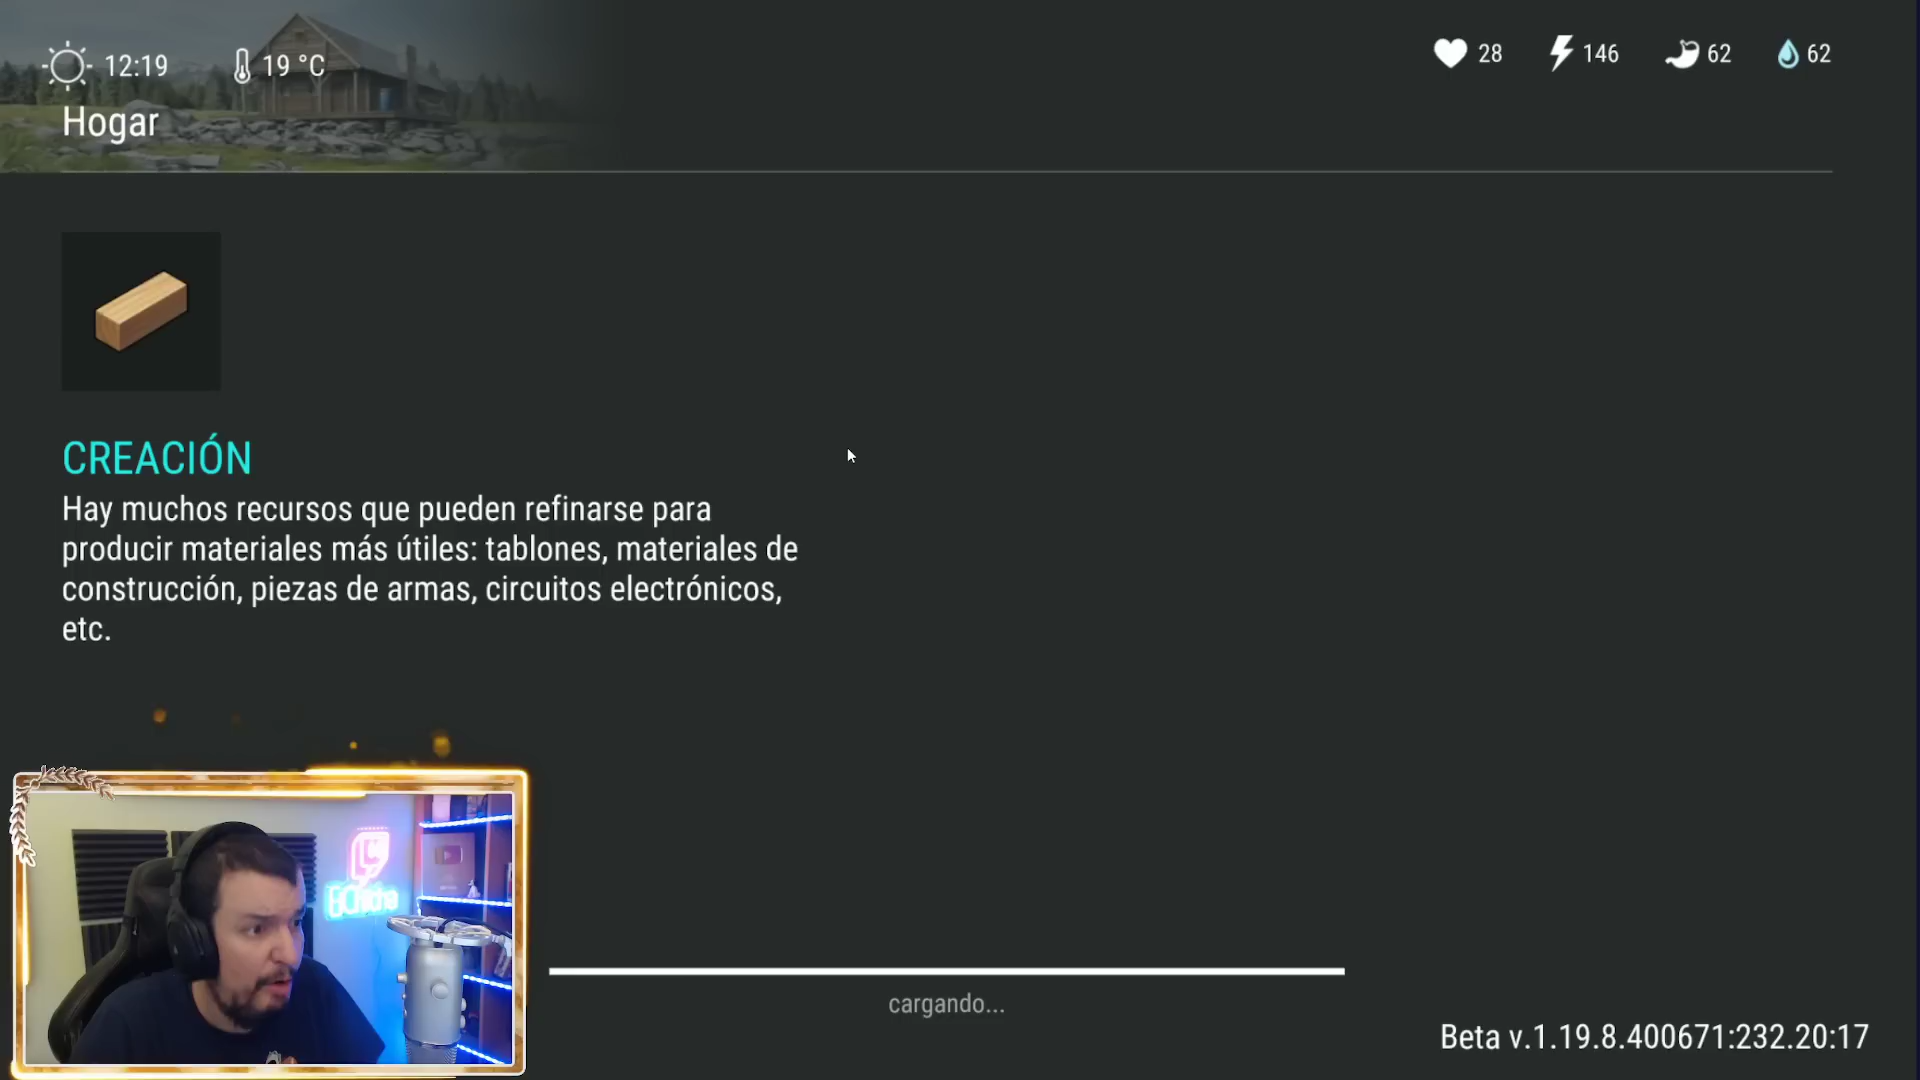 12:19
19 °C
28
146
62
62
Hogar
CREACIÓN
Hay muchos recursos que pueden refinarse para
producir materiales más útiles: tablones, materiales de
construcción, piezas de armas, circuitos electrónicos,
etc.
cargando...
Beta v.1.19.8.400671:232.20:17